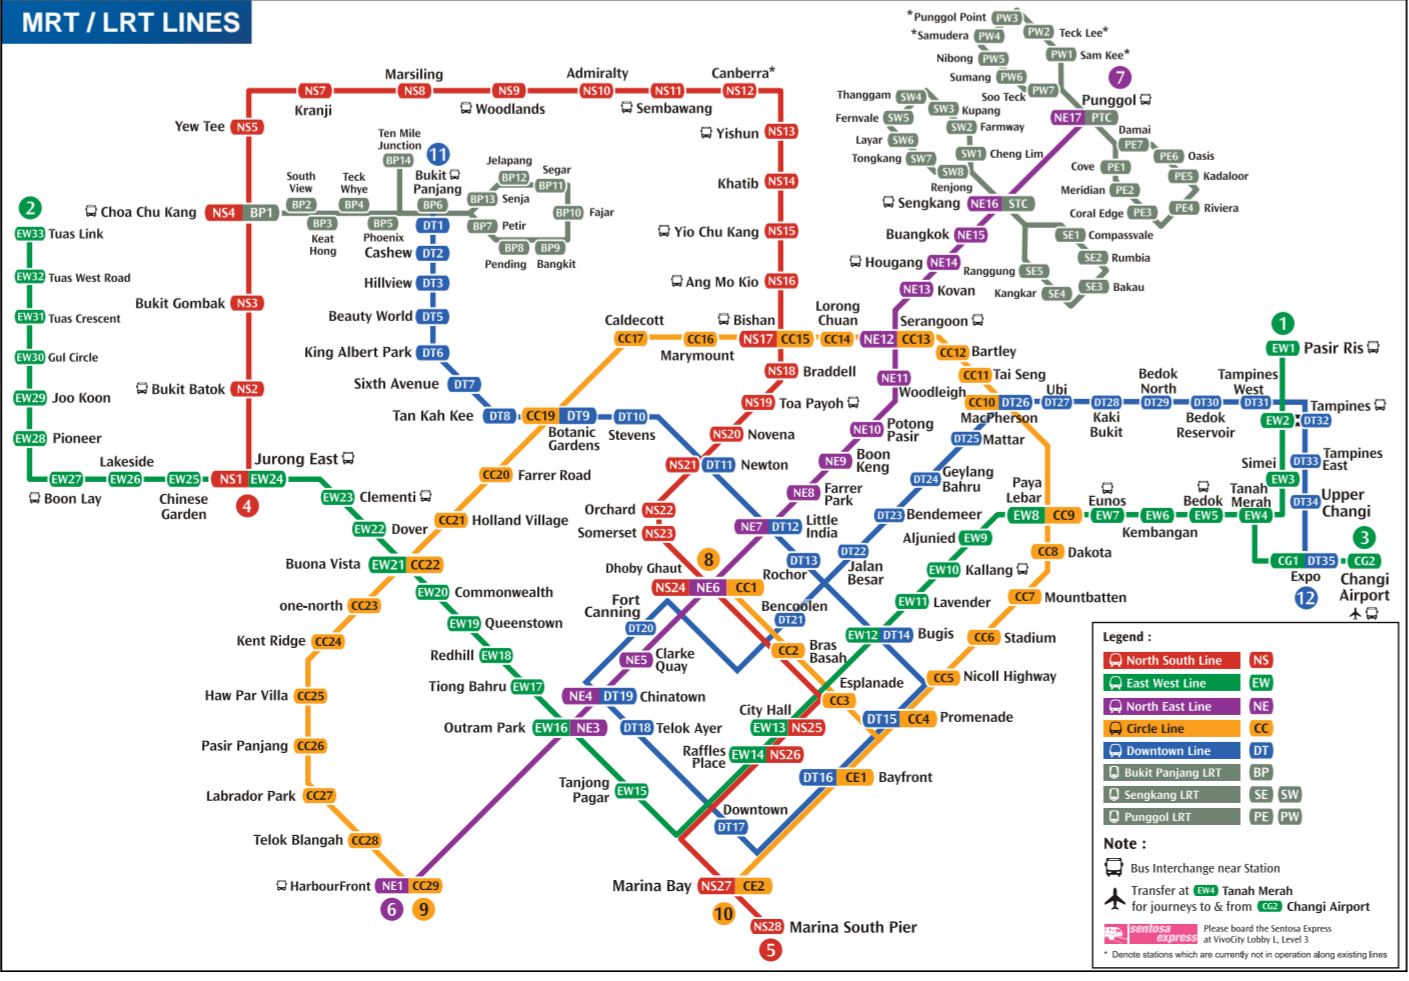 MRT / LRT LINES
*Punggol Point PW3
*Samudera PW4
PW2 Teck Lee*
Nibong PW5
PW1 Sam Kee*
Sumang PW6
Soo Teck PW7
7
Punggol
NE17 PTC
Thanggam SW4
SW3 Kupang
Fernvale SW5
SW2 Farmway
Layar SW6
Tongkang SW7
SW1 Cheng Lim
SW8
Renjong
Damai
PE7
PE6 Oasis
Cove PE1
PE5 Kadaloor
Meridian PE2
Coral Edge PE3
PE4 Riviera
Sengkang NE16 STC
SE1 Compassvale
SE2 Rumbia
Ranggung SE5
SE3 Bakau
Kangkar SE4
Buangkok NE15
Hougang NE14
NE13 Kovan
NS7
Kranji
Marsiling
NS8
NS9
Woodlands
Admiralty
NS10
NS11
Sembawang
Canberra*
NS12
Yew Tee NS5
Yishun NS13
Khatib NS14
Yio Chu Kang NS15
Ang Mo Kio NS16
Ten Mile
Junction
BP14
11
Bukit
Panjang
BP6
DT1
South
View
BP2
Teck
Whye
BP4
Choa Chu Kang NS4 BP1
BP3
Keat
Hong
BP5
Phoenix
Jelapang
BP12
Segar
BP11
BP13 Senja
BP10 Fajar
BP7 Petir
BP8
Pending
BP9
Bangkit
2
EW33 Tuas Link
EW32 Tuas West Road
EW31 Tuas Crescent
EW30 Gul Circle
EW29 Joo Koon
EW28 Pioneer
EW27
Boon Lay
Lakeside
EW26
EW25
Chinese
Garden
Jurong East
NS1 EW24
4
Bukit Gombak NS3
Bukit Batok NS2
Cashew DT2
Hillview DT3
Beauty World DT5
King Albert Park DT6
Sixth Avenue DT7
Tan Kah Kee DT8
CC19 DT9
Botanic
Gardens
DT10
Stevens
Caldecott
CC17
CC16
Marymount
Bishan
NS17 CC15
Lorong
Chuan
CC14
Serangoon
NE12 CC13
CC12 Bartley
CC11 Tai Seng
CC10 DT26
MacPherson
Ubi
DT27
DT28
Kaki
Bukit
Bedok
North
DT29
DT30
Bedok
Reservoir
Tampines
West
DT31
1
EW1 Pasir Ris
Tampines
EW2 DT32
DT33 Tampines
East
Simei
EW3
DT34 Upper
Changi
Tanah
Merah
EW4
3
CG1 DT35 CG2
Expo
12
Changi
Airport
NS18 Braddell
NS19 Toa Payoh
NS20 Novena
NS21 DT11 Newton
Orchard NS22
Somerset NS23
NE11
Woodleigh
NE10 Potong
Pasir
NE9 Boon
Keng
NE8 Farrer
Park
NE7 DT12 Little
India
DT13
Rochor
DT25 Mattar
DT24 Geylang
Bahru
DT23 Bendemeer
DT22
Jalan
Besar
Paya
Lebar
EW8 CC9
Eunos
EW7
EW6
Kembangan
Bedok
EW5
Aljunied EW9
EW10 Kallang
EW11 Lavender
EW12 DT14 Bugis
CC8 Dakota
CC7 Mountbatten
CC6 Stadium
CC5 Nicoll Highway
DT15 CC4 Promenade
EW23 Clementi
EW22 Dover
CC20 Farrer Road
CC21 Holland Village
Buona Vista EW21 CC22
EW20 Commonwealth
EW19 Queenstown
Redhill EW18
Tiong Bahru EW17
Outram Park EW16 NE3
one-north CC23
Kent Ridge CC24
Haw Par Villa CC25
Pasir Panjang CC26
Labrador Park CC27
Telok Blangah CC28
HarbourFront NE1 CC29
6
9
8
Dhoby Ghaut
NS24 NE6 CC1
Fort
Canning
DT20
Bencoolen
DT21
CC2 Bras
Basah
NE5 Clarke
Quay
NE4 DT19 Chinatown
DT18 Telok Ayer
Esplanade
CC3
City Hall
EW13 NS25
Raffles
Place
EW14 NS26
DT16 CE1 Bayfront
Tanjong
Pagar
EW15
Downtown
DT17
Marina Bay NS27 CE2
10
NS28 Marina South Pier
5
Legend :
North South Line NS
East West Line EW
North East Line NE
Circle Line CC
Downtown Line DT
Bukit Panjang LRT BP
Sengkang LRT SE SW
Punggol LRT PE PW
Note :
Bus Interchange near Station
Transfer at EW4 Tanah Merah
for journeys to & from CG2 Changi Airport
sentosa
express
Please board the Sentosa Express
at VivoCity Lobby L, Level 3
* Denote stations which are currently not in operation along existing lines